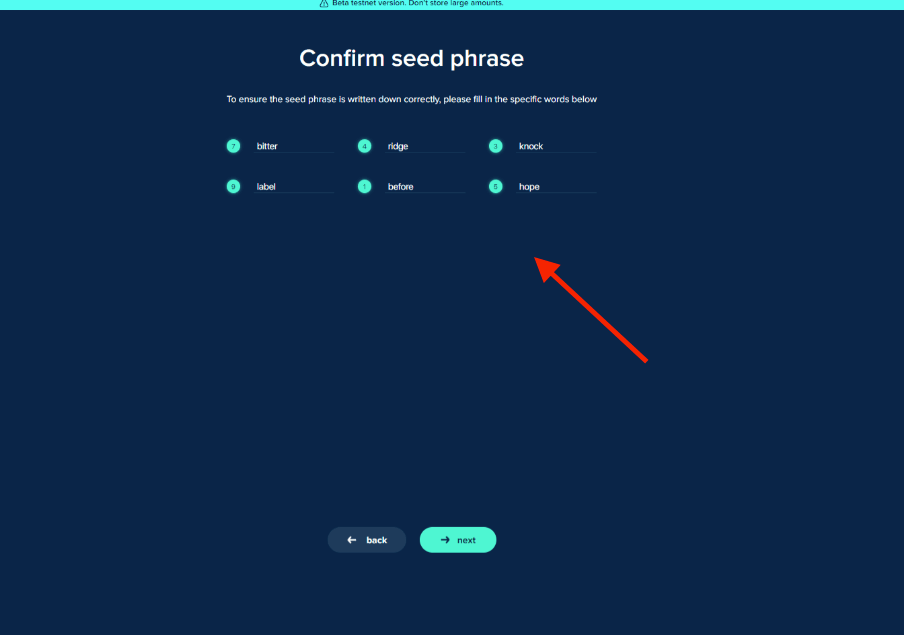 Beta testnet version. Don't store large amounts.
Confirm seed phrase
To ensure the seed phrase is written down correctly, please fill in the specific words below
7 bitter 4 ridge 3 knock
9 label 1 before 5 hope
back next